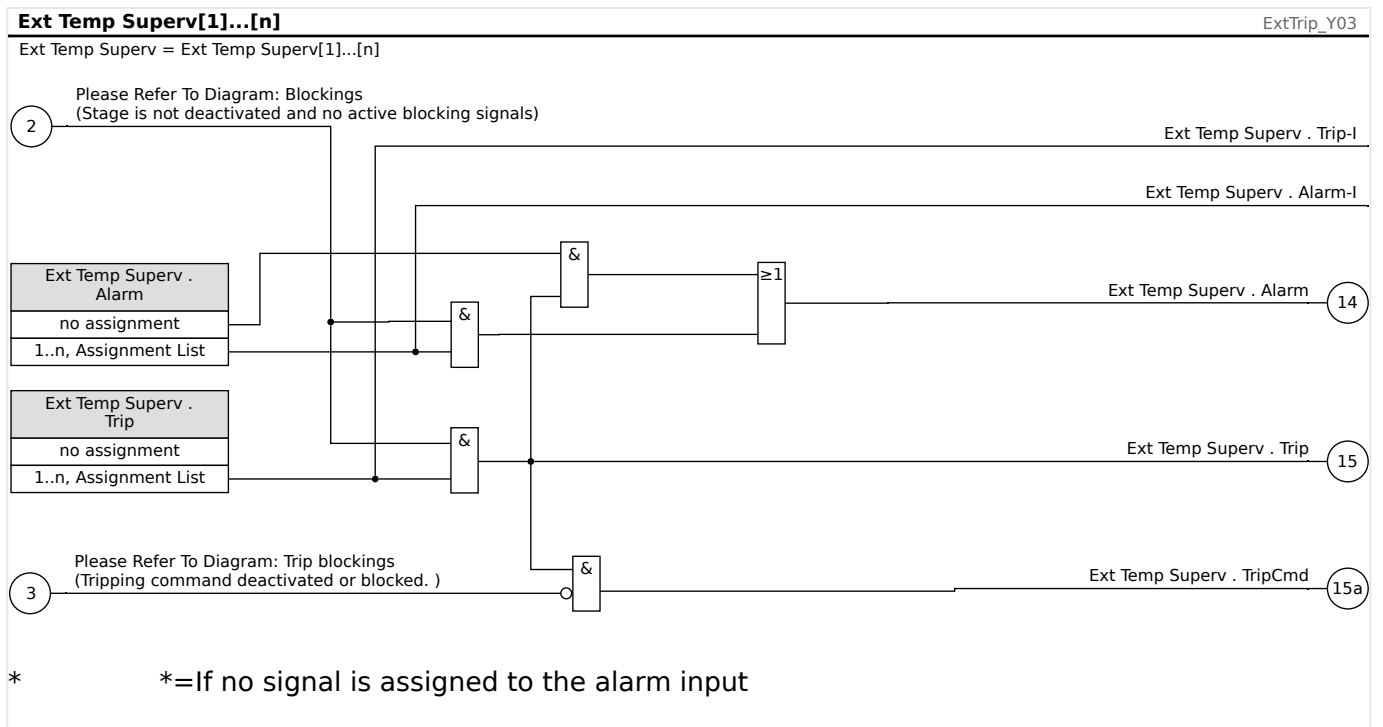 Ext Temp Superv[1]...[n]
ExtTrip_Y03
Ext Temp Superv = Ext Temp Superv[1]...[n]
Please Refer To Diagram: Blockings
(Stage is not deactivated and no active blocking signals)
2
Ext Temp Superv . Trip-I
Ext Temp Superv . Alarm-I
&
Ext Temp Superv .
Alarm
no assignment
1..n, Assignment List
&
≥1
Ext Temp Superv . Alarm
14
Ext Temp Superv .
Trip
no assignment
1..n, Assignment List
&
Ext Temp Superv . Trip
15
Please Refer To Diagram: Trip blockings
(Tripping command deactivated or blocked. )
3
&
Ext Temp Superv . TripCmd
15a
* *=If no signal is assigned to the alarm input